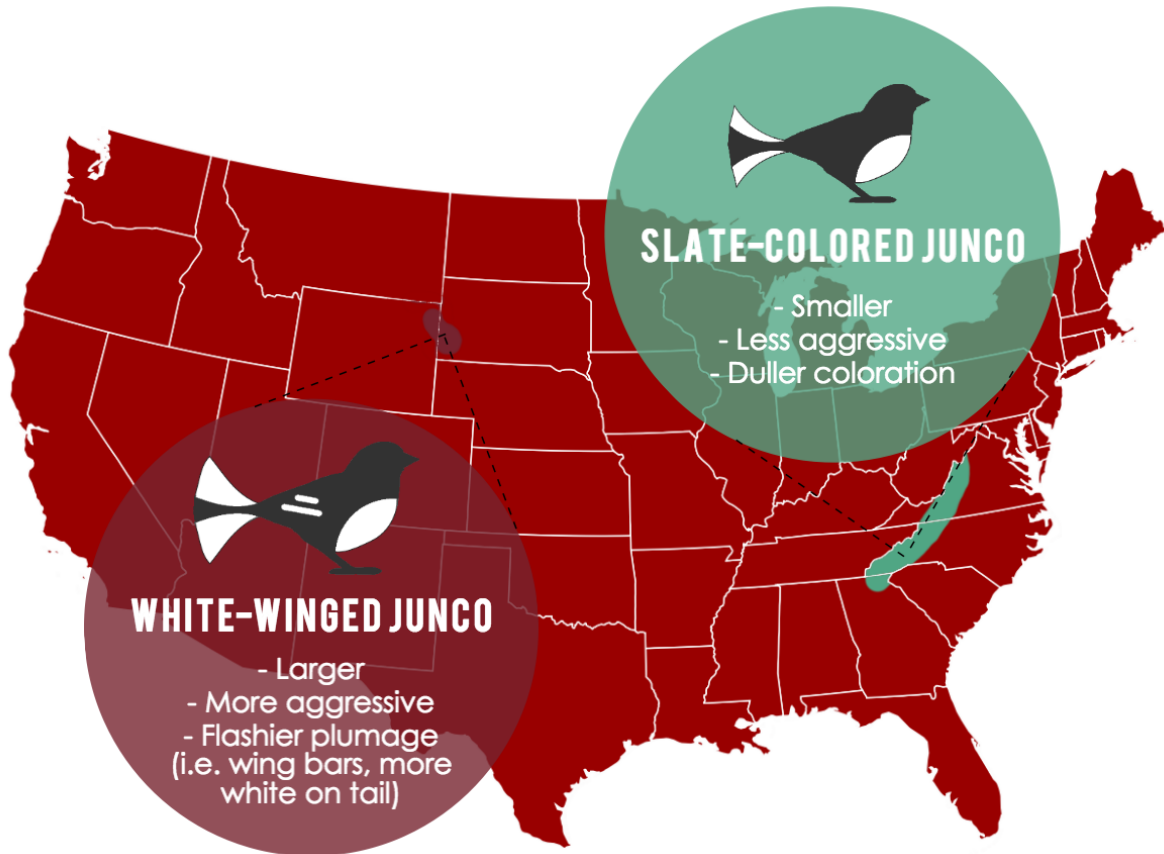 SLATE-COLORED JUNCO
- Smaller
- Less aggressive
- Duller coloration
WHITE-WINGED JUNCO
- Larger
- More aggressive
- Flashier plumage
(i.e. wing bars, more
white on tail)